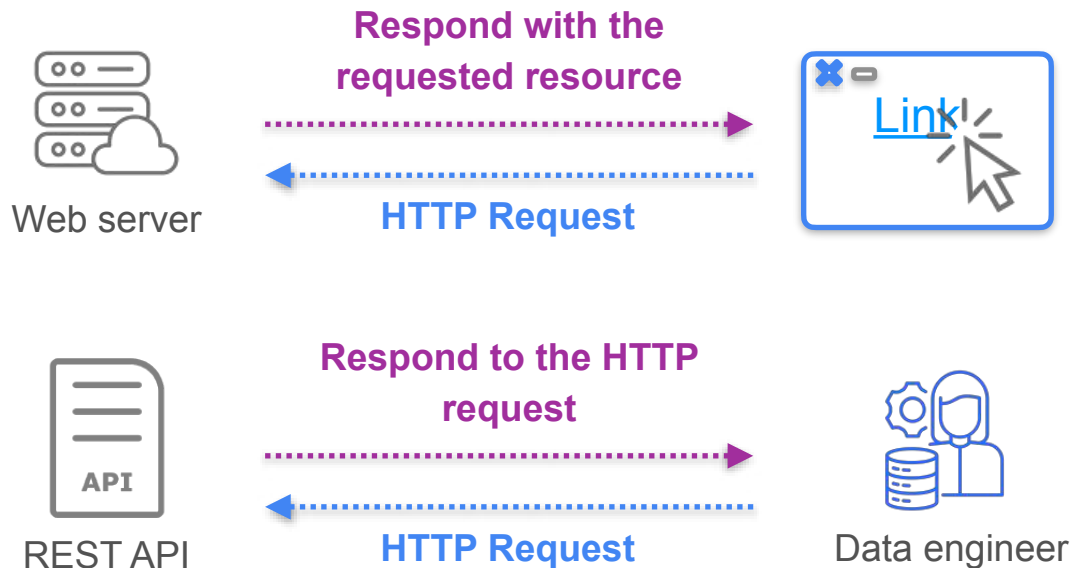 Respond with the
requested resource
Link
HTTP Request
Web server
Respond to the HTTP
request
API
HTTP Request
REST API
Data engineer